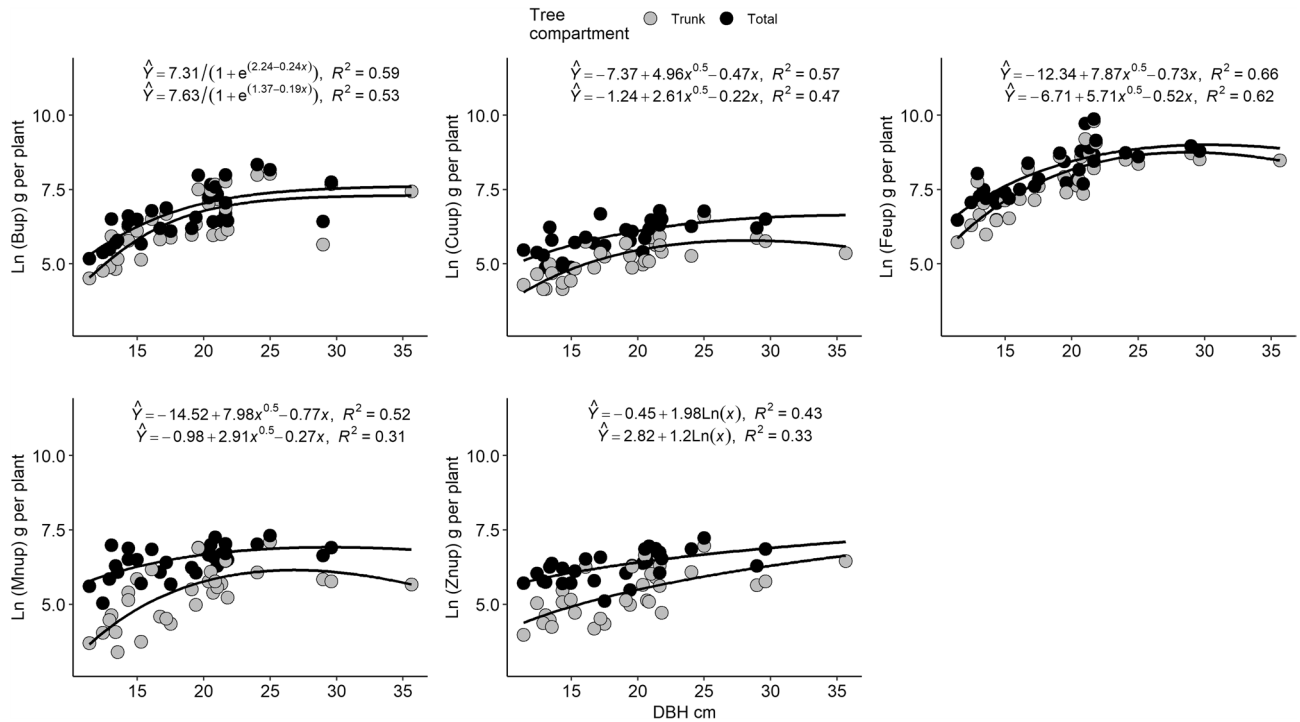 Tree
compartment
Trunk
Total
Ŷ = 7.31/(1+e^(2.24−0.24x)), R² = 0.59
Ŷ = 7.63/(1+e^(1.37−0.19x)), R² = 0.53
Ln (Bup) g per plant
10.0
7.5
5.0
15 20 25 30 35
Ŷ = −7.37+4.96x^0.5−0.47x, R² = 0.57
Ŷ = −1.24+2.61x^0.5−0.22x, R² = 0.47
Ln (Cuup) g per plant
10.0
7.5
5.0
15 20 25 30 35
Ŷ = −12.34+7.87x^0.5−0.73x, R² = 0.66
Ŷ = −6.71+5.71x^0.5−0.52x, R² = 0.62
Ln (Feup) g per plant
10.0
7.5
5.0
15 20 25 30 35
Ŷ = −14.52+7.98x^0.5−0.77x, R² = 0.52
Ŷ = −0.98+2.91x^0.5−0.27x, R² = 0.31
Ln (Mnup) g per plant
10.0
7.5
5.0
15 20 25 30 35
Ŷ = −0.45+1.98Ln(x), R² = 0.43
Ŷ = 2.82+1.2Ln(x), R² = 0.33
Ln (Znup) g per plant
10.0
7.5
5.0
15 20 25 30 35
DBH cm